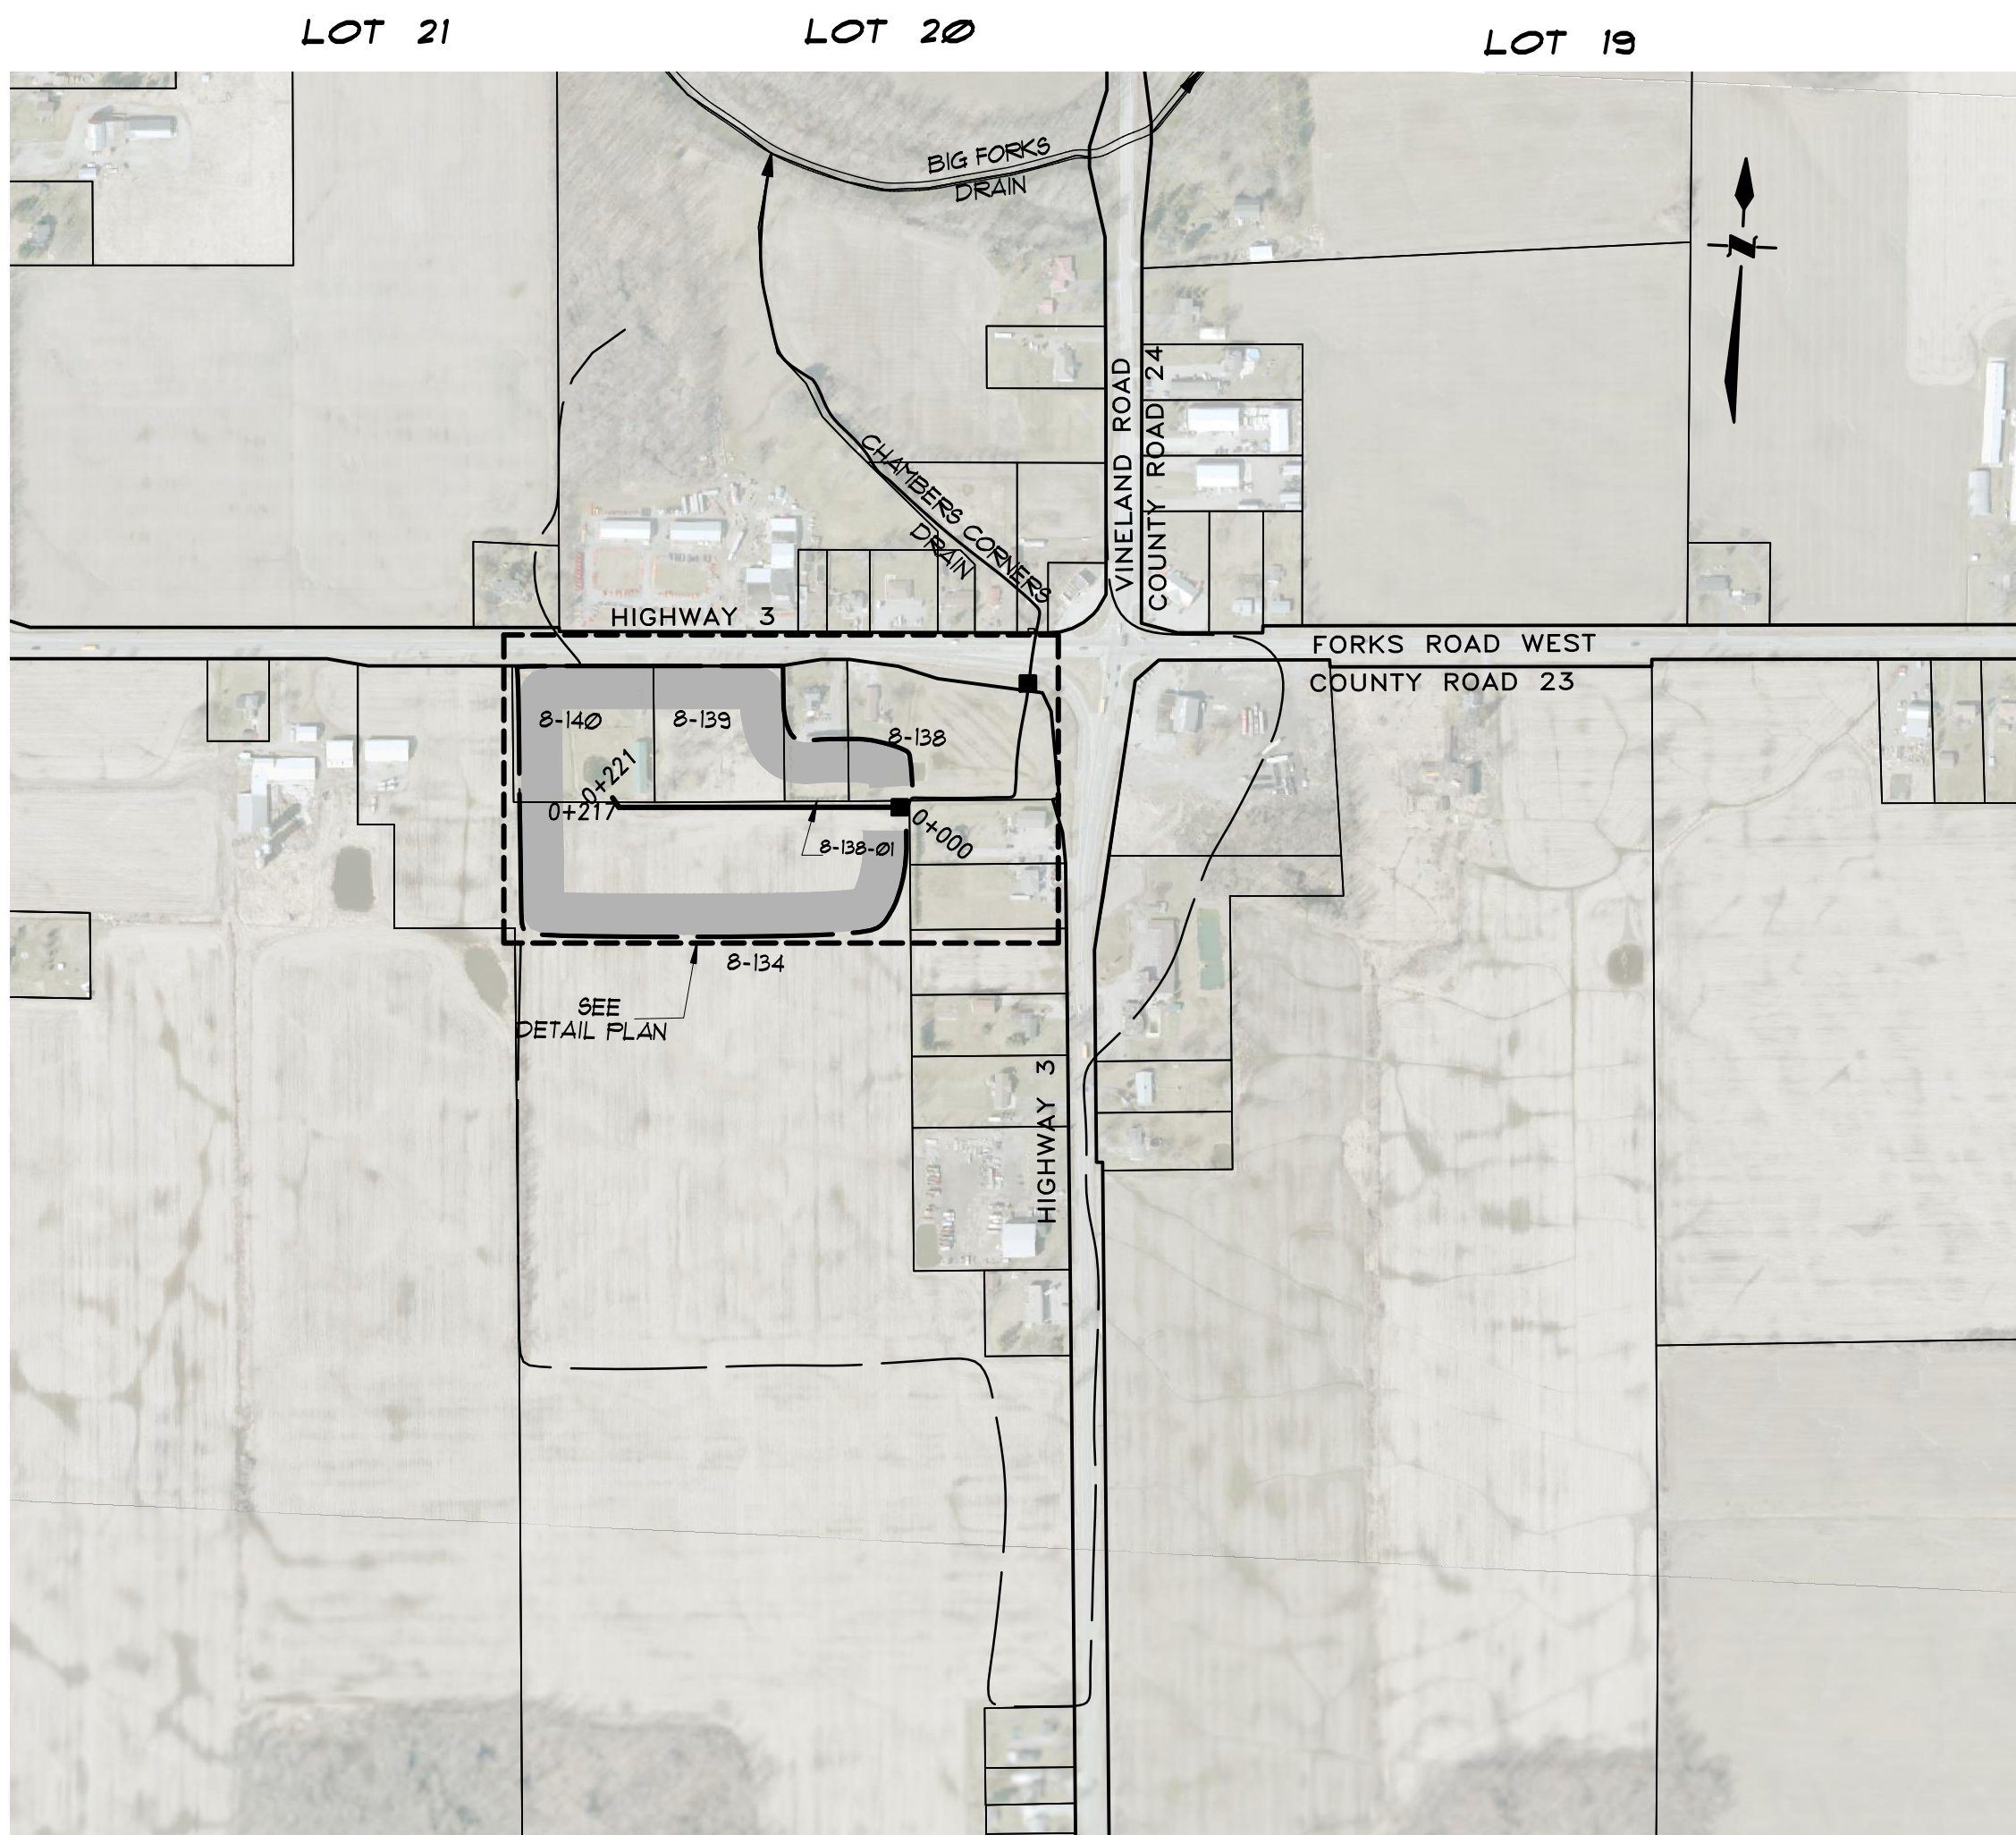 LOT 21
LOT 20
LOT 19
BIG FORKS
DRAIN
VINELAND ROAD
COUNTY ROAD 24
CHAMBERS CORNERS
DRAIN
HIGHWAY 3
FORKS ROAD WEST
COUNTY ROAD 23
8-140
8-139
8-138
0+221
0+217
0+000
8-138-01
8-134
SEE
DETAIL PLAN
HIGHWAY 3
N